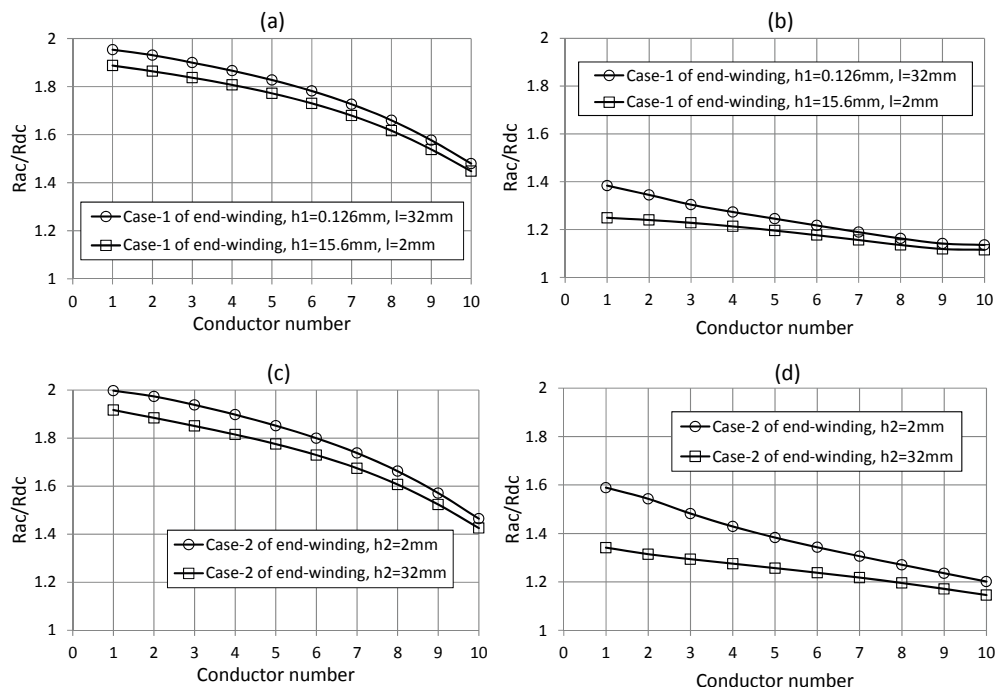 (a)
2
1.8
1.6
1.4
1.2
1
Rac/Rdc
Case-1 of end-winding, h1=0.126mm, l=32mm
Case-1 of end-winding, h1=15.6mm, l=2mm
0 1 2 3 4 5 6 7 8 9 10
Conductor number
(b)
2
1.8
1.6
1.4
1.2
1
Rac/Rdc
Case-1 of end-winding, h1=0.126mm, l=32mm
Case-1 of end-winding, h1=15.6mm, l=2mm
0 1 2 3 4 5 6 7 8 9 10
Conductor number
(c)
2
1.8
1.6
1.4
1.2
1
Rac/Rdc
Case-2 of end-winding, h2=2mm
Case-2 of end-winding, h2=32mm
0 1 2 3 4 5 6 7 8 9 10
Conductor number
(d)
2
1.8
1.6
1.4
1.2
1
Rac/Rdc
Case-2 of end-winding, h2=2mm
Case-2 of end-winding, h2=32mm
0 1 2 3 4 5 6 7 8 9 10
Conductor number